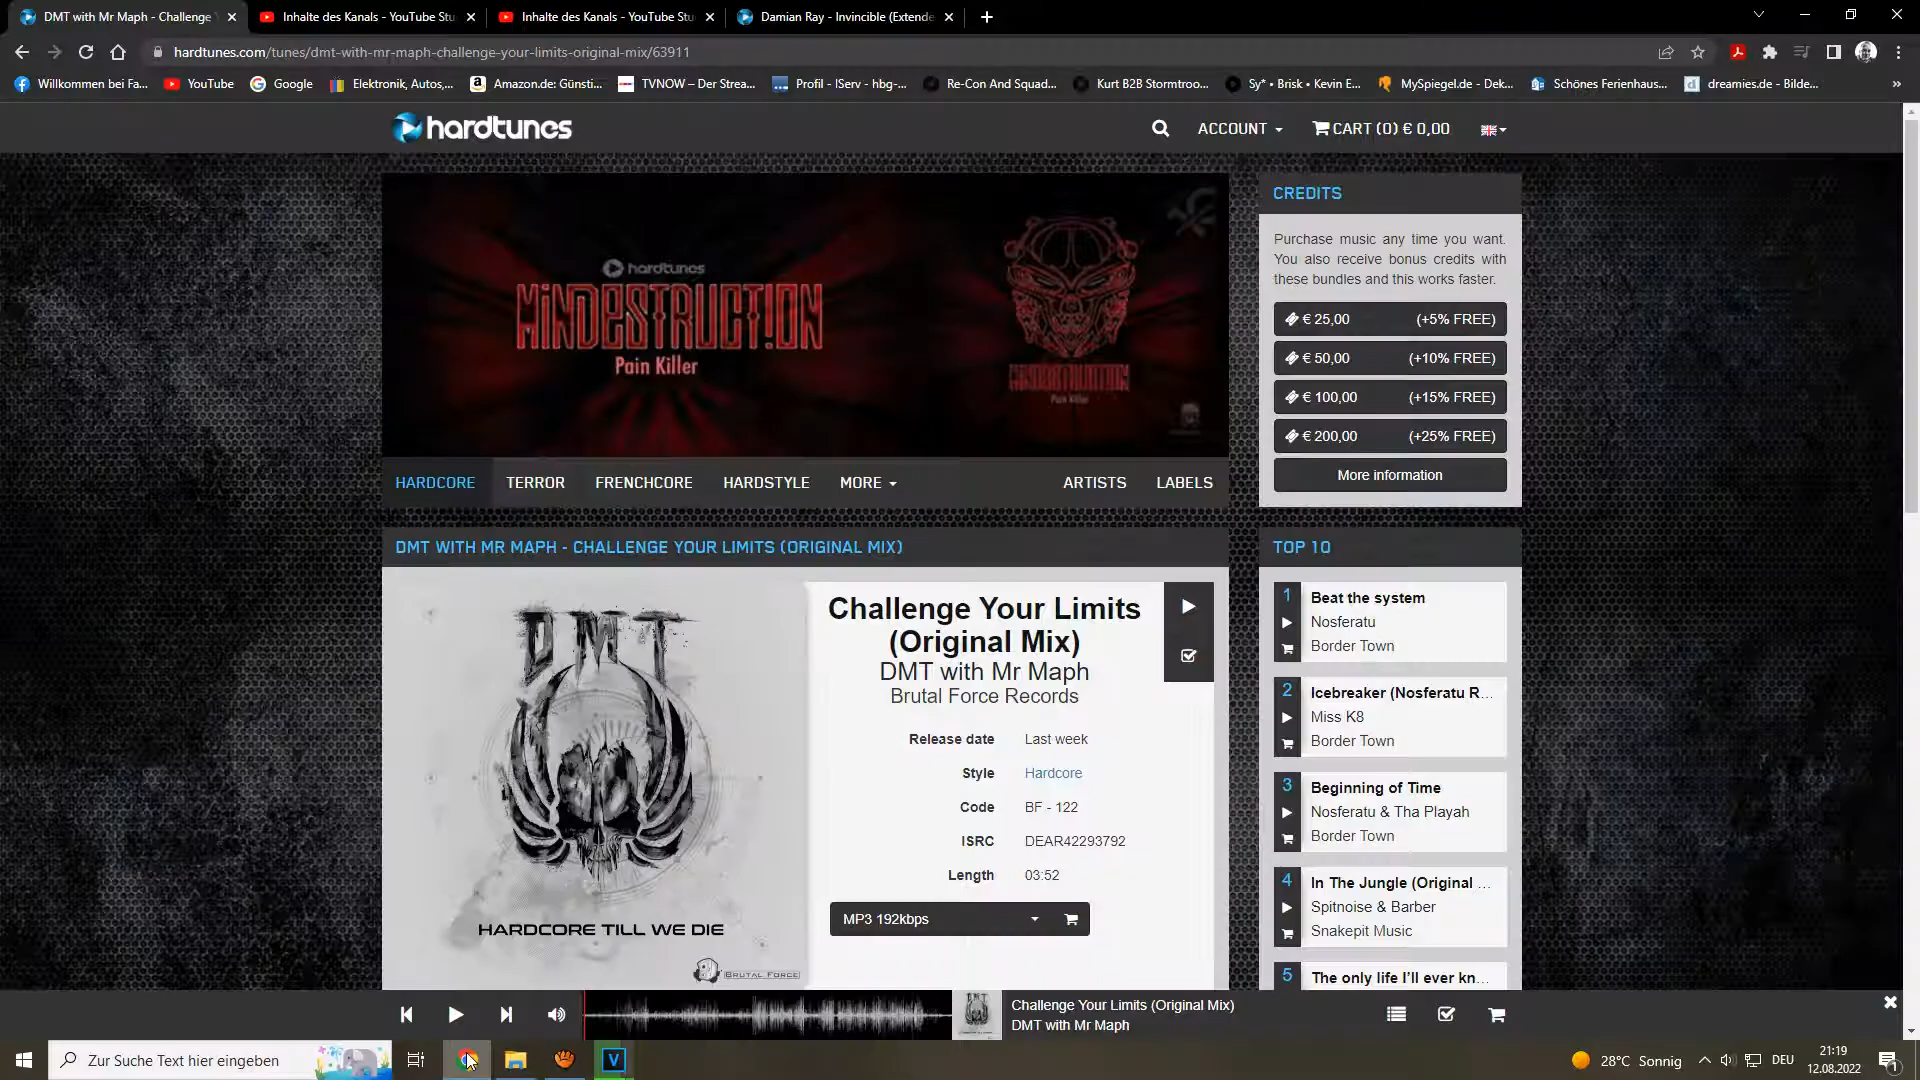 DMT with Mr Maph - Challenge Y
Inhalte des Kanals - YouTube Stu
Inhalte des Kanals - YouTube Stu
Damian Ray - Invincible (Extende
hardtunes.com/tunes/dmt-with-mr-maph-challenge-your-limits-original-mix/63911
Willkommen bei Fa...
YouTube
Google
Elektronik, Autos,...
Amazon.de: Günsti...
TVNOW – Der Strea...
Profil - IServ - hbg-...
Re-Con And Squad...
Kurt B2B Stormtroo...
Sy* • Brisk • Kevin E...
MySpiegel.de - Dek...
Schönes Ferienhaus...
dreamies.de - Bilde...
»
hardtunes
ACCOUNT
CART (0) € 0,00
hardtunes
MINDESTRUCTION
Pain Killer
MINDESTRUCTION
Pain Killer
CREDITS
Purchase music any time you want.
You also receive bonus credits with
these bundles and this works faster.
€ 25,00 (+5% FREE)
€ 50,00 (+10% FREE)
€ 100,00 (+15% FREE)
€ 200,00 (+25% FREE)
More information
HARDCORE TERROR FRENCHCORE HARDSTYLE MORE ARTISTS LABELS
DMT WITH MR MAPH - CHALLENGE YOUR LIMITS (ORIGINAL MIX)
DMT
HARDCORE TILL WE DIE
BRUTAL FORCE
Challenge Your Limits
(Original Mix)
DMT with Mr Maph
Brutal Force Records
Release date Last week
Style Hardcore
Code BF - 122
ISRC DEAR42293792
Length 03:52
MP3 192kbps
TOP 10
1 Beat the system
Nosferatu
Border Town
2 Icebreaker (Nosferatu R...
Miss K8
Border Town
3 Beginning of Time
Nosferatu & Tha Playah
Border Town
4 In The Jungle (Original ...
Spitnoise & Barber
Snakepit Music
5 The only life I'll ever kn...
Challenge Your Limits (Original Mix)
DMT with Mr Maph
Zur Suche Text hier eingeben
V
28°C Sonnig
DEU
21:19
12.08.2022
1